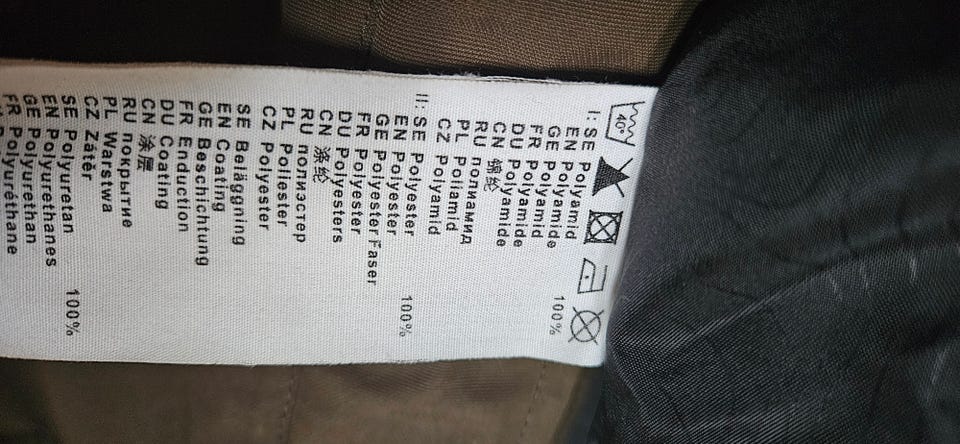 40°
I: SE Polyamid 100%
EN Polyamide
GE Polyamid
FR Polyamide
DU Polyamide
CN 锦纶
RU полиамид
PL Poliamid
CZ Polyamid
II: SE Polyester 100%
EN Polyester
GE Polyester Faser
FR Polyester
DU Polyesters
CN 涤纶
RU полиэстер
PL Poliester
CZ Polyester
SE Beläggning
EN Coating
GE Beschichtung
FR Enduction
DU Coating
CN 涂层
RU покрытие
PL Warstwa
CZ Zátěr
SE Polyuretan 100%
EN Polyurethanes
GE Polyurethan
FR Polyuréthane